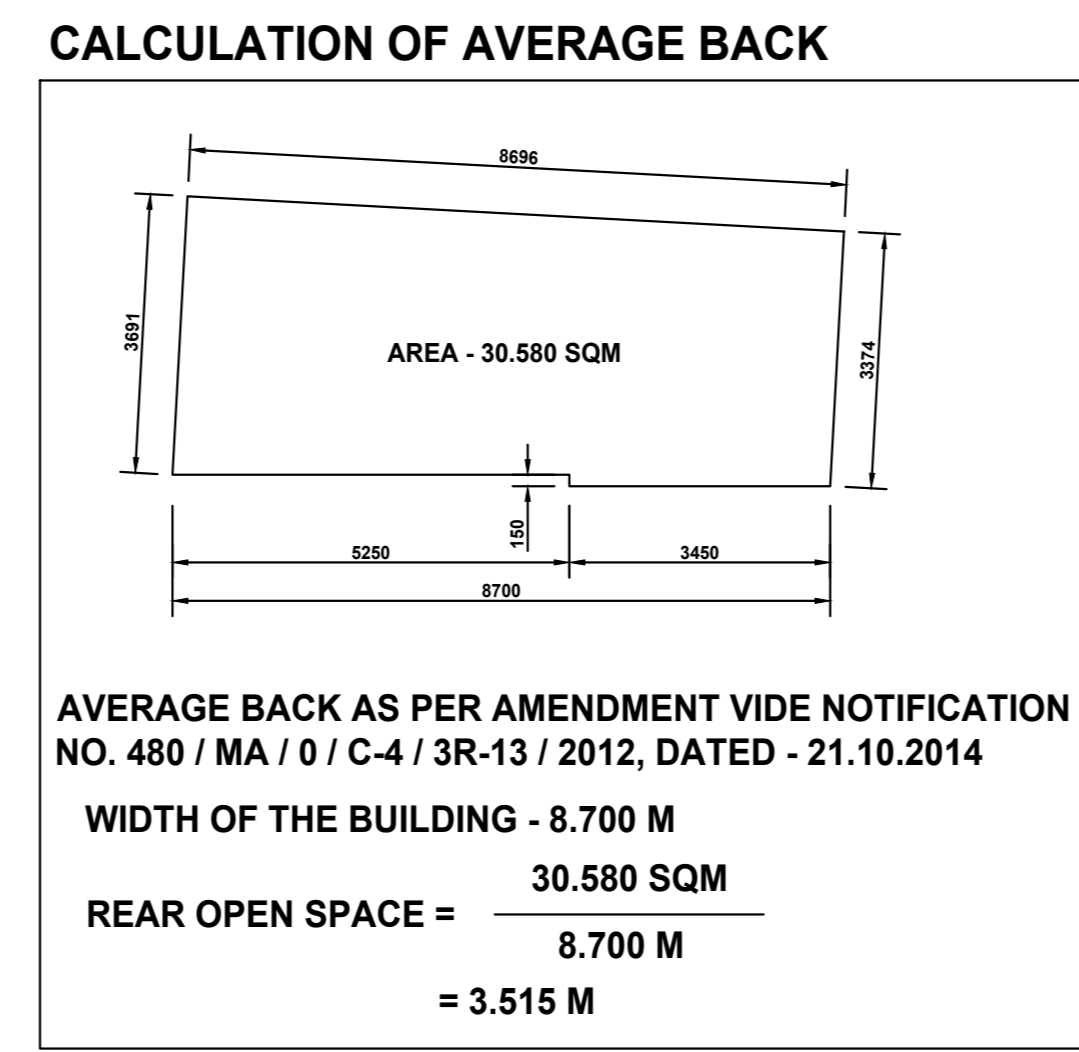 CALCULATION OF AVERAGE BACK
8696
3691
AREA - 30.580 SQM
3374
150
5250
3450
8700
AVERAGE BACK AS PER AMENDMENT VIDE NOTIFICATION
NO. 480 / MA / 0 / C-4 / 3R-13 / 2012, DATED - 21.10.2014
WIDTH OF THE BUILDING - 8.700 M
30.580 SQM
REAR OPEN SPACE =
8.700 M
= 3.515 M